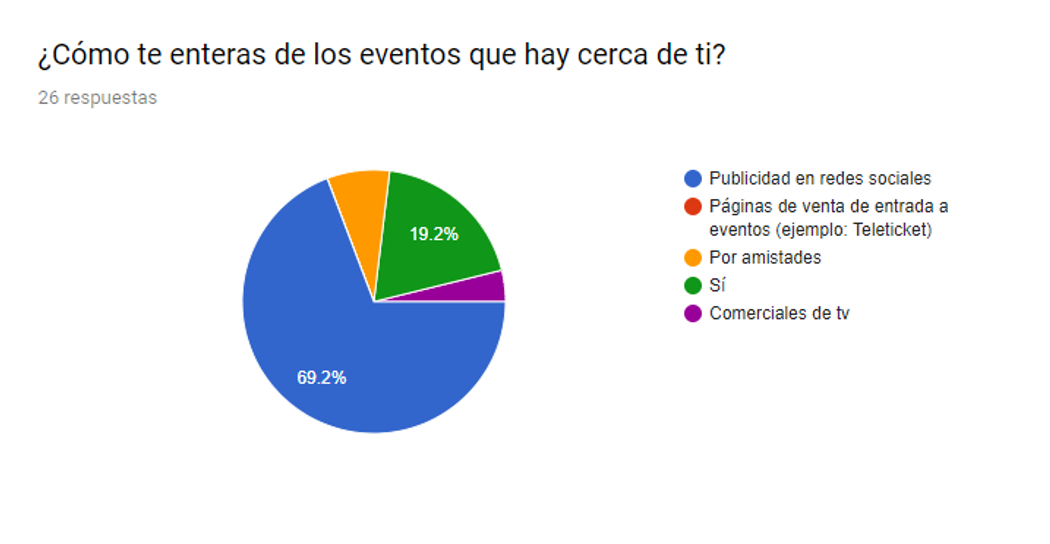 ¿Cómo te enteras de los eventos que hay cerca de ti?
26 respuestas
19.2%
69.2%
Publicidad en redes sociales
Páginas de venta de entrada a
eventos (ejemplo: Teleticket)
Por amistades
Sí
Comerciales de tv